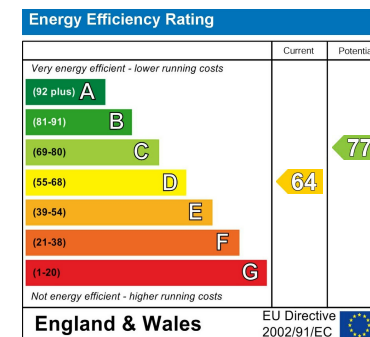 Energy Efficiency Rating
Current Potentia
Very energy efficient - lower running costs
(92 plus) A
(81-91) B
(69-80) C
77
(55-68) D
64
(39-54) E
(21-38) F
(1-20) G
Not energy efficient - higher running costs
England & Wales
EU Directive
2002/91/EC